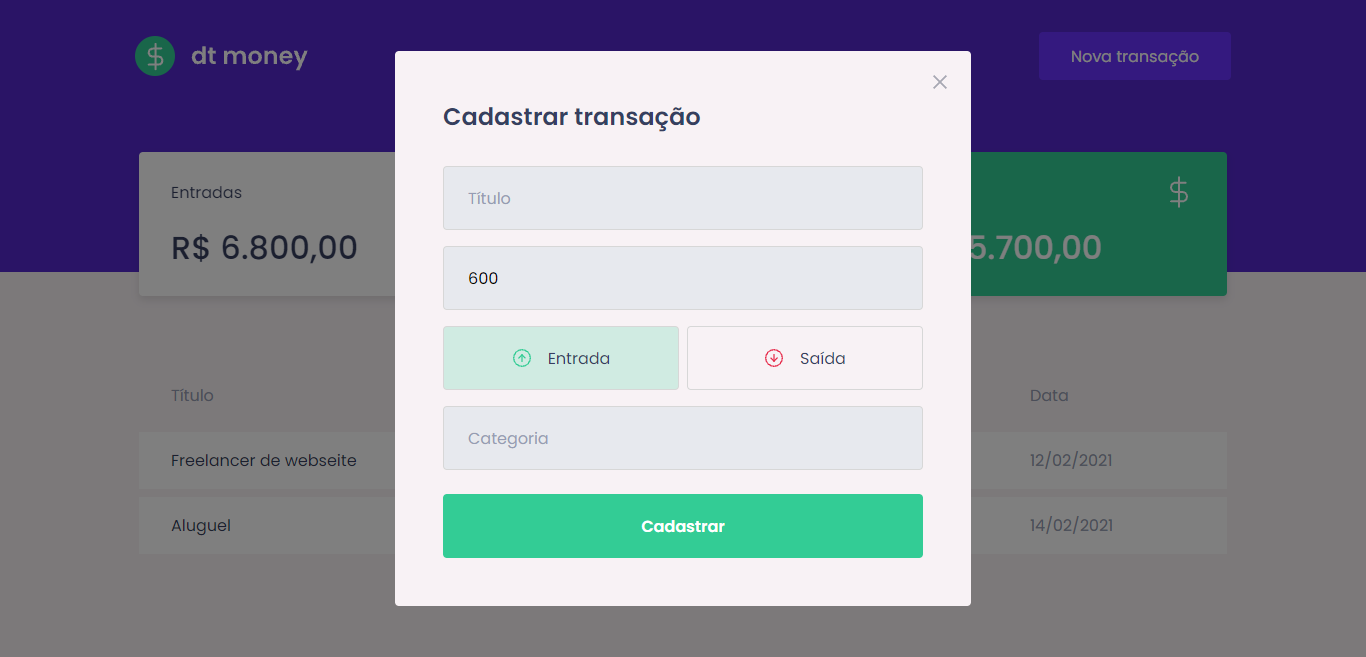 $ dt money
Nova transação
Cadastrar transação
Entradas
$
R$ 6.800,00
5.700,00
Título
600
Entrada
Saída
Categoria
Cadastrar
Título
Data
Freelancer de webseite
12/02/2021
Aluguel
14/02/2021